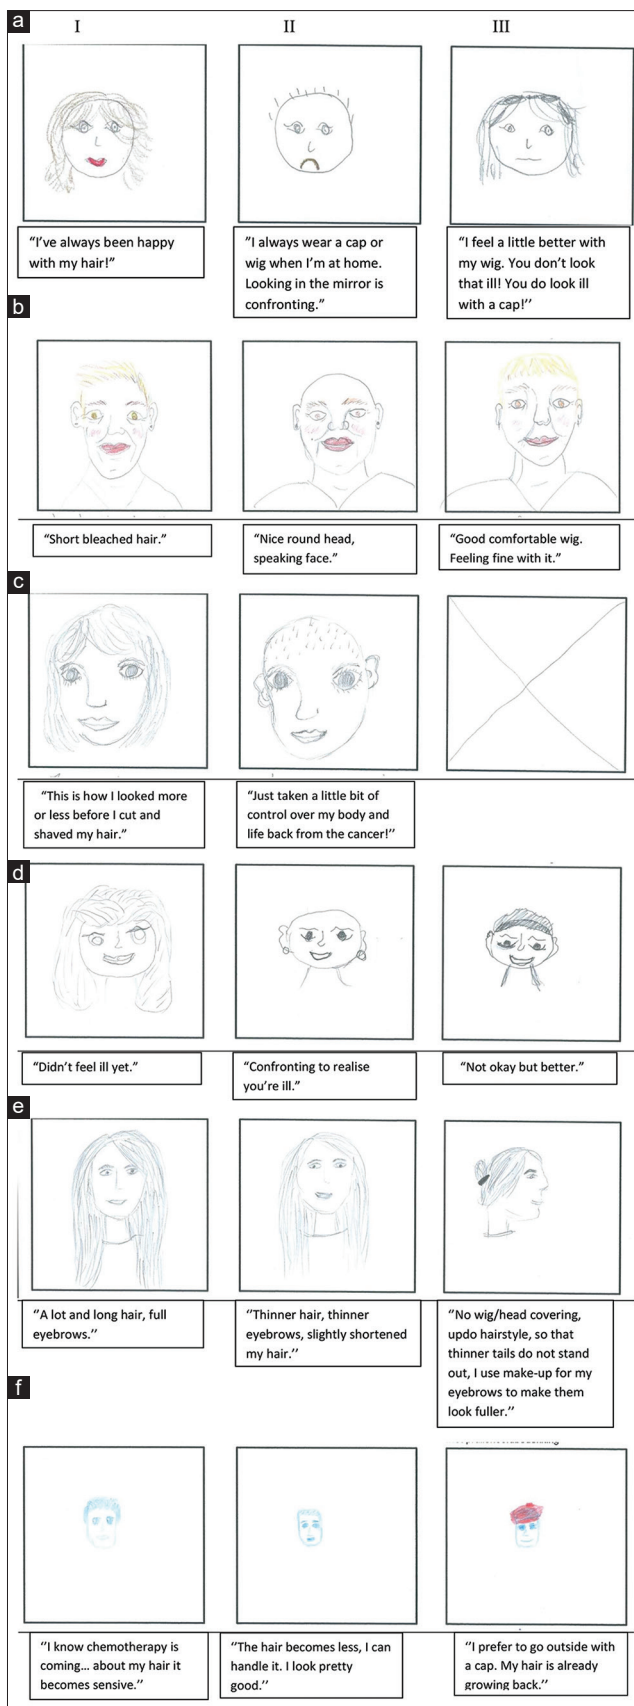 a
I II III
“I’ve always been happy
with my hair!”
”I always wear a cap or
wig when I’m at home.
Looking in the mirror is
confronting.”
“I feel a little better with
my wig. You don’t look
that ill! You do look ill
with a cap!’’
b
“Short bleached hair.”
“Nice round head,
speaking face.”
“Good comfortable wig.
Feeling fine with it.”
c
“This is how I looked more
or less before I cut and
shaved my hair.”
“Just taken a little bit of
control over my body and
life back from the cancer!’’
d
“Didn’t feel ill yet.”
“Confronting to realise
you’re ill.”
“Not okay but better.”
e
‘’A lot and long hair, full
eyebrows.’’
‘’Thinner hair, thinner
eyebrows, slightly shortened
my hair.’’
‘’No wig/head covering,
updo hairstyle, so that
thinner tails do not stand
out, I use make-up for my
eyebrows to make them
look fuller.’’
f
‘’I know chemotherapy is
coming… about my hair it
becomes sensive.’’
‘’The hair becomes less, I can
handle it. I look pretty
good.’’
‘’I prefer to go outside with
a cap. My hair is already
growing back.’’